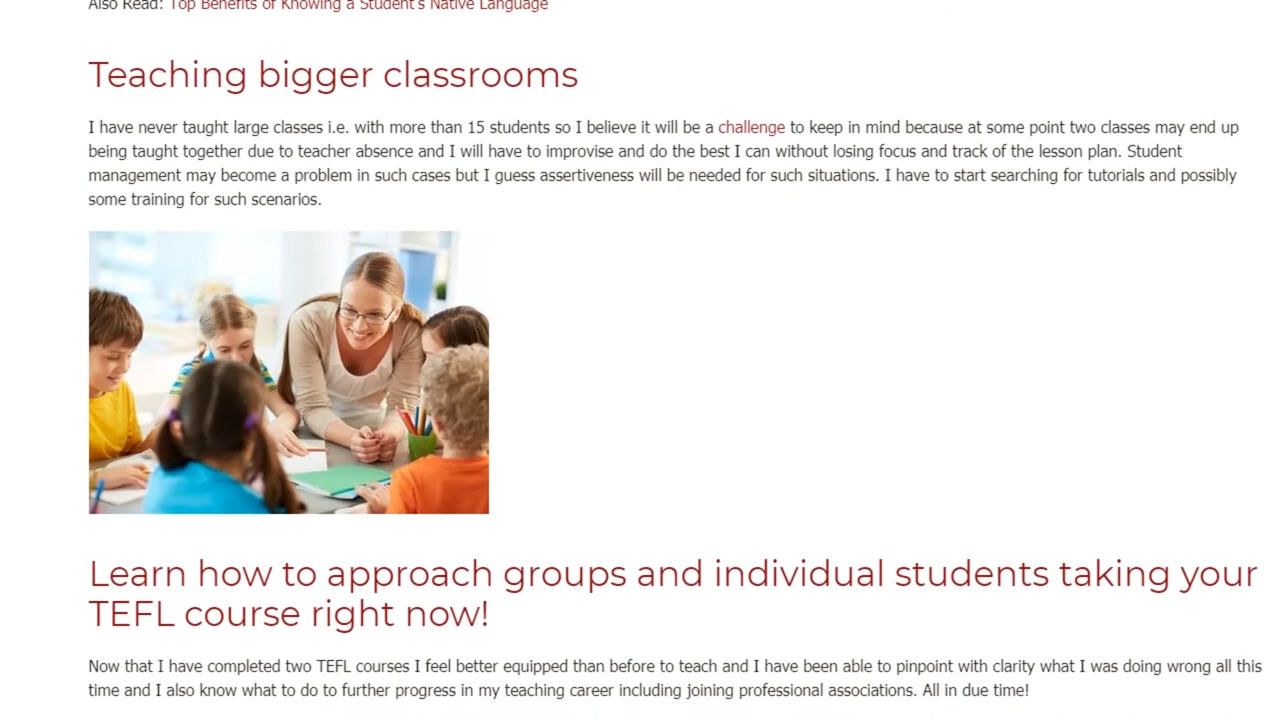 Also Read: Top Benefits of Knowing a Student's Native Language
Teaching bigger classrooms
I have never taught large classes i.e. with more than 15 students so I believe it will be a challenge to keep in mind because at some point two classes may end up
being taught together due to teacher absence and I will have to improvise and do the best I can without losing focus and track of the lesson plan. Student
management may become a problem in such cases but I guess assertiveness will be needed for such situations. I have to start searching for tutorials and possibly
some training for such scenarios.
Learn how to approach groups and individual students taking your
TEFL course right now!
Now that I have completed two TEFL courses I feel better equipped than before to teach and I have been able to pinpoint with clarity what I was doing wrong all this
time and I also know what to do to further progress in my teaching career including joining professional associations. All in due time!